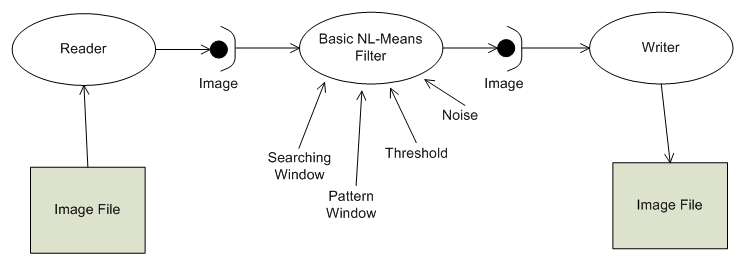 Reader
Image
Basic NL-Means
Filter
Image
Writer
Noise
Threshold
Searching
Window
Pattern
Window
Image File
Image File